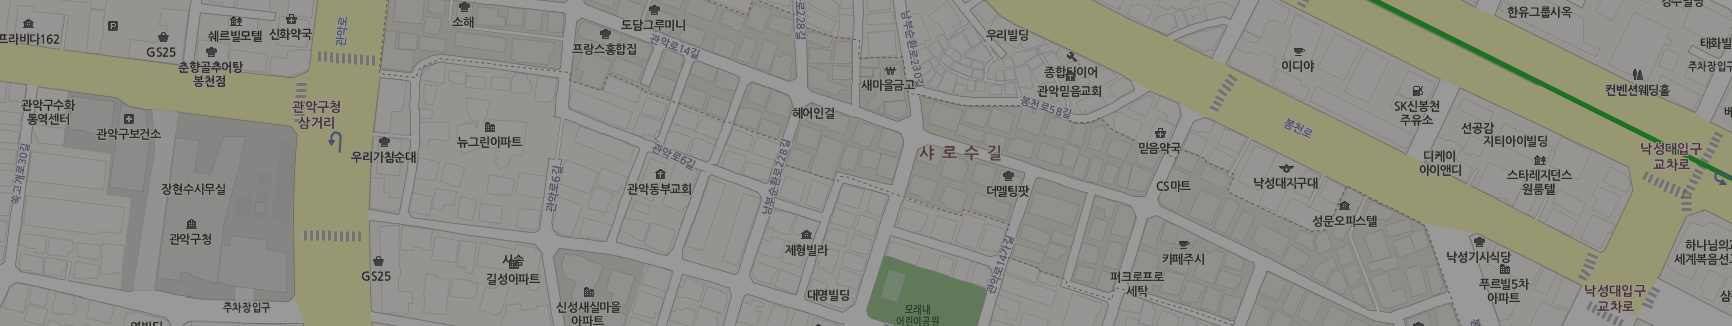 프라비다162
GS25
쉐르빌모텔
신화약국
춘향골추어탕
봉천점
관악로
소해
도담그루미니
프랑스홍합집
관악로14길
로228길
남부순환로230길
새마을금고
우리빌딩
종합타이어
관악믿음교회
봉천로58길
이디야
봉천로
SK신봉천
주유소
한유그룹사옥
컨벤션웨딩홀
태화빌
주차장입구
선공감
지티아이빌딩
디케이
아이앤디
스타레지던스
원룸텔
낙성대입구
교차로
관악구수화
통역센터
관악구보건소
관악구청
삼거리
우리가참순대
뉴그린아파트
헤어인걸
샤로수길
믿음약국
쑥고개로30길
장현수시무실
관악로6길
관악로6길
관악동부교회
남부순환로228길
더멜팅팟
CS마트
낙성대지구대
성문오피스텔
관악구청
GS25
시솟
길성아파트
제형빌라
관악로14가길
카페주시
퍼크로프로
세탁
낙성기시식당
푸르빌5차
아파트
하나님의교
세계복음선교
주차장입구
신성새실마을
아파트
대명빌딩
모래내
어린이공원
낙성대입구
교차로